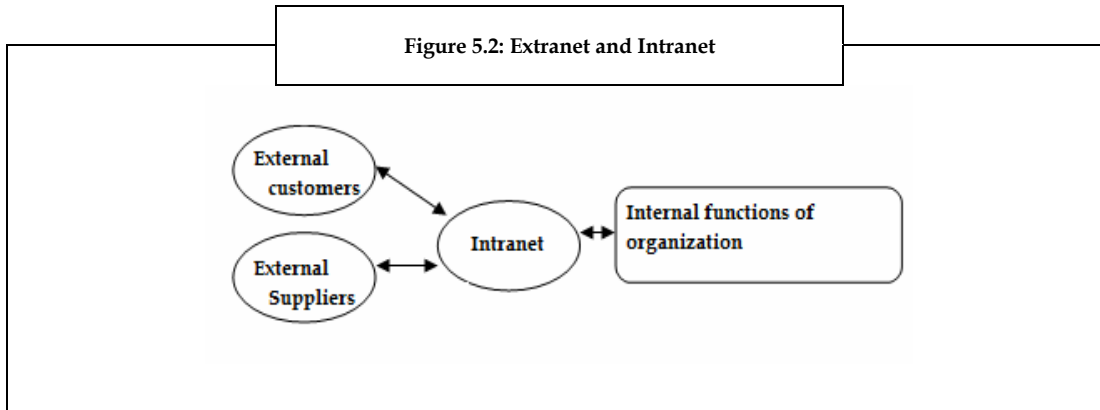 Figure 5.2: Extranet and Intranet
External
customers
External
Suppliers
Intranet
Internal functions of
organization